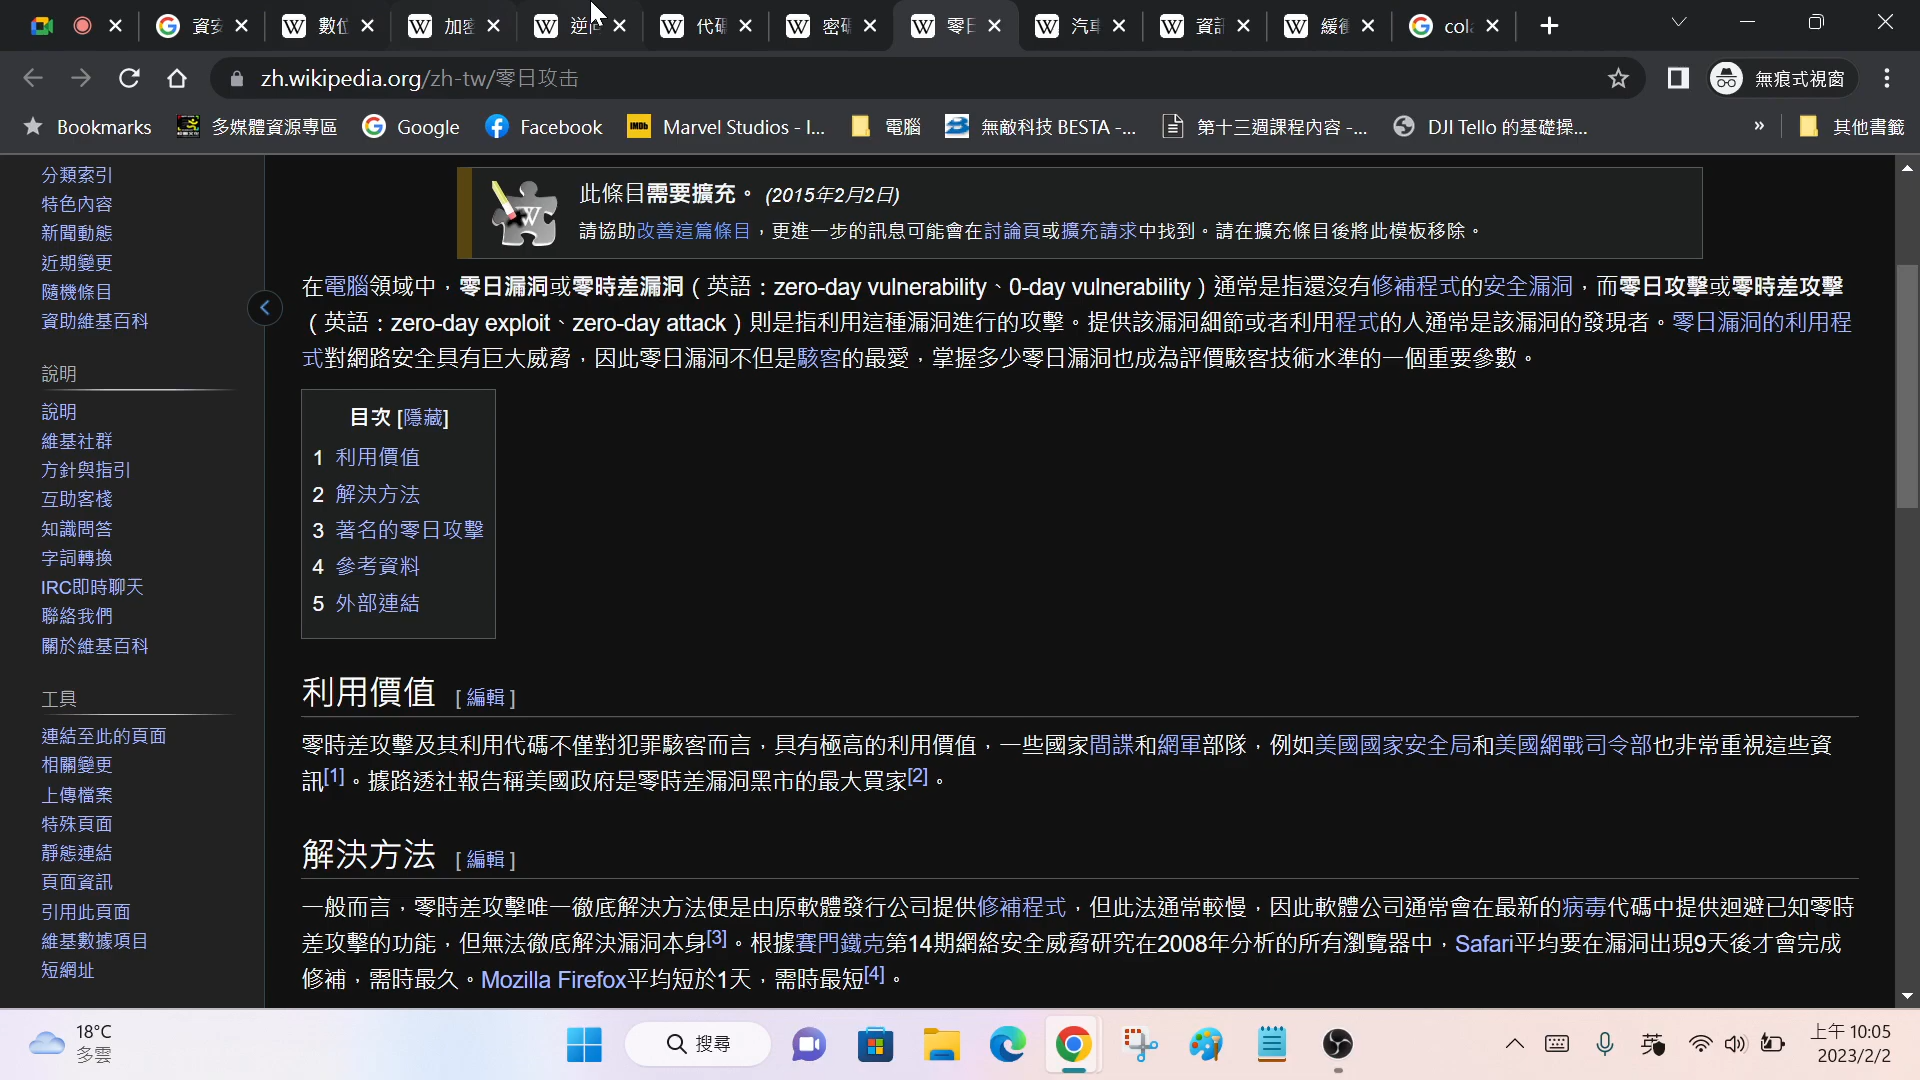 資安
數位
加密
代碼
零日
資訊
cola
zh.wikipedia.org/zh-tw/零日攻击
無痕式視窗
Bookmarks
多媒體資源專區
Google
Facebook
Marvel Studios - I...
電腦
無敵科技 BESTA -...
第十三週課程內容 -...
DJI Tello 的基礎操...
»
其他書籤
分類索引
特色內容
新聞動態
近期變更
隨機條目
資助維基百科
說明
說明
維基社群
方針與指引
互助客棧
知識問答
字詞轉換
IRC即時聊天
聯絡我們
關於維基百科
工具
連結至此的頁面
相關變更
上傳檔案
特殊頁面
靜態連結
頁面資訊
引用此頁面
維基數據項目
短網址
此條目需要擴充。 (2015年2月2日)
請協助改善這篇條目，更進一步的訊息可能會在討論頁或擴充請求中找到。請在擴充條目後將此模板移除。
在電腦領域中，零日漏洞或零時差漏洞（英語：zero-day vulnerability、0-day vulnerability）通常是指還沒有修補程式的安全漏洞，而零日攻擊或零時差攻擊
（英語：zero-day exploit、zero-day attack）則是指利用這種漏洞進行的攻擊。提供該漏洞細節或者利用程式的人通常是該漏洞的發現者。零日漏洞的利用程
式對網路安全具有巨大威脅，因此零日漏洞不但是駭客的最愛，掌握多少零日漏洞也成為評價駭客技術水準的一個重要參數。
目次 [隱藏]
1 利用價值
2 解決方法
3 著名的零日攻擊
4 參考資料
5 外部連結
利用價值 [ 編輯 ]
零時差攻擊及其利用代碼不僅對犯罪駭客而言，具有極高的利用價值，一些國家間諜和網軍部隊，例如美國國家安全局和美國網戰司令部也非常重視這些資
訊[1]。據路透社報告稱美國政府是零時差漏洞黑市的最大買家[2]。
解決方法 [ 編輯 ]
一般而言，零時差攻擊唯一徹底解決方法便是由原軟體發行公司提供修補程式，但此法通常較慢，因此軟體公司通常會在最新的病毒代碼中提供迴避已知零時
差攻擊的功能，但無法徹底解決漏洞本身[3]。根據賽門鐵克第14期網絡安全威脅研究在2008年分析的所有瀏覽器中，Safari平均要在漏洞出現9天後才會完成
修補，需時最久。Mozilla Firefox平均短於1天，需時最短[4]。
18°C
多雲
搜尋
英
上午 10:05
2023/2/2